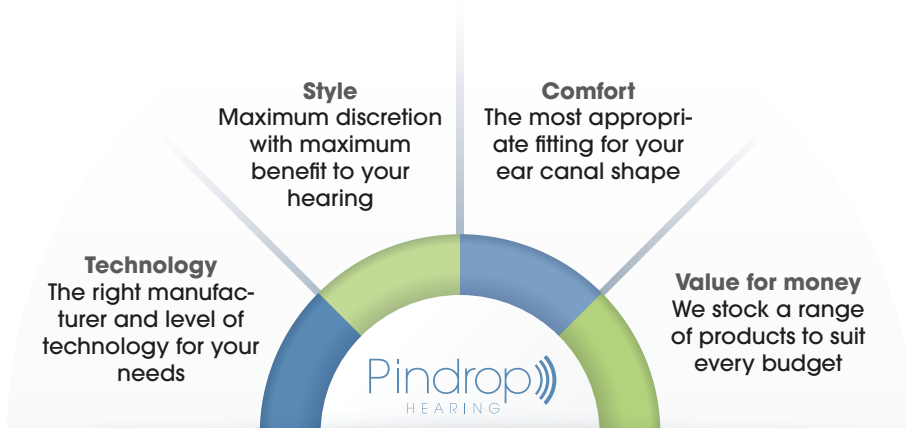 Style
Maximum discretion
with maximum
benefit to your
hearing
Comfort
The most appropri-
ate fitting for your
ear canal shape
Technology
The right manufac-
turer and level of
technology for your
needs
Value for money
We stock a range
of products to suit
every budget
Pindrop
HEARING